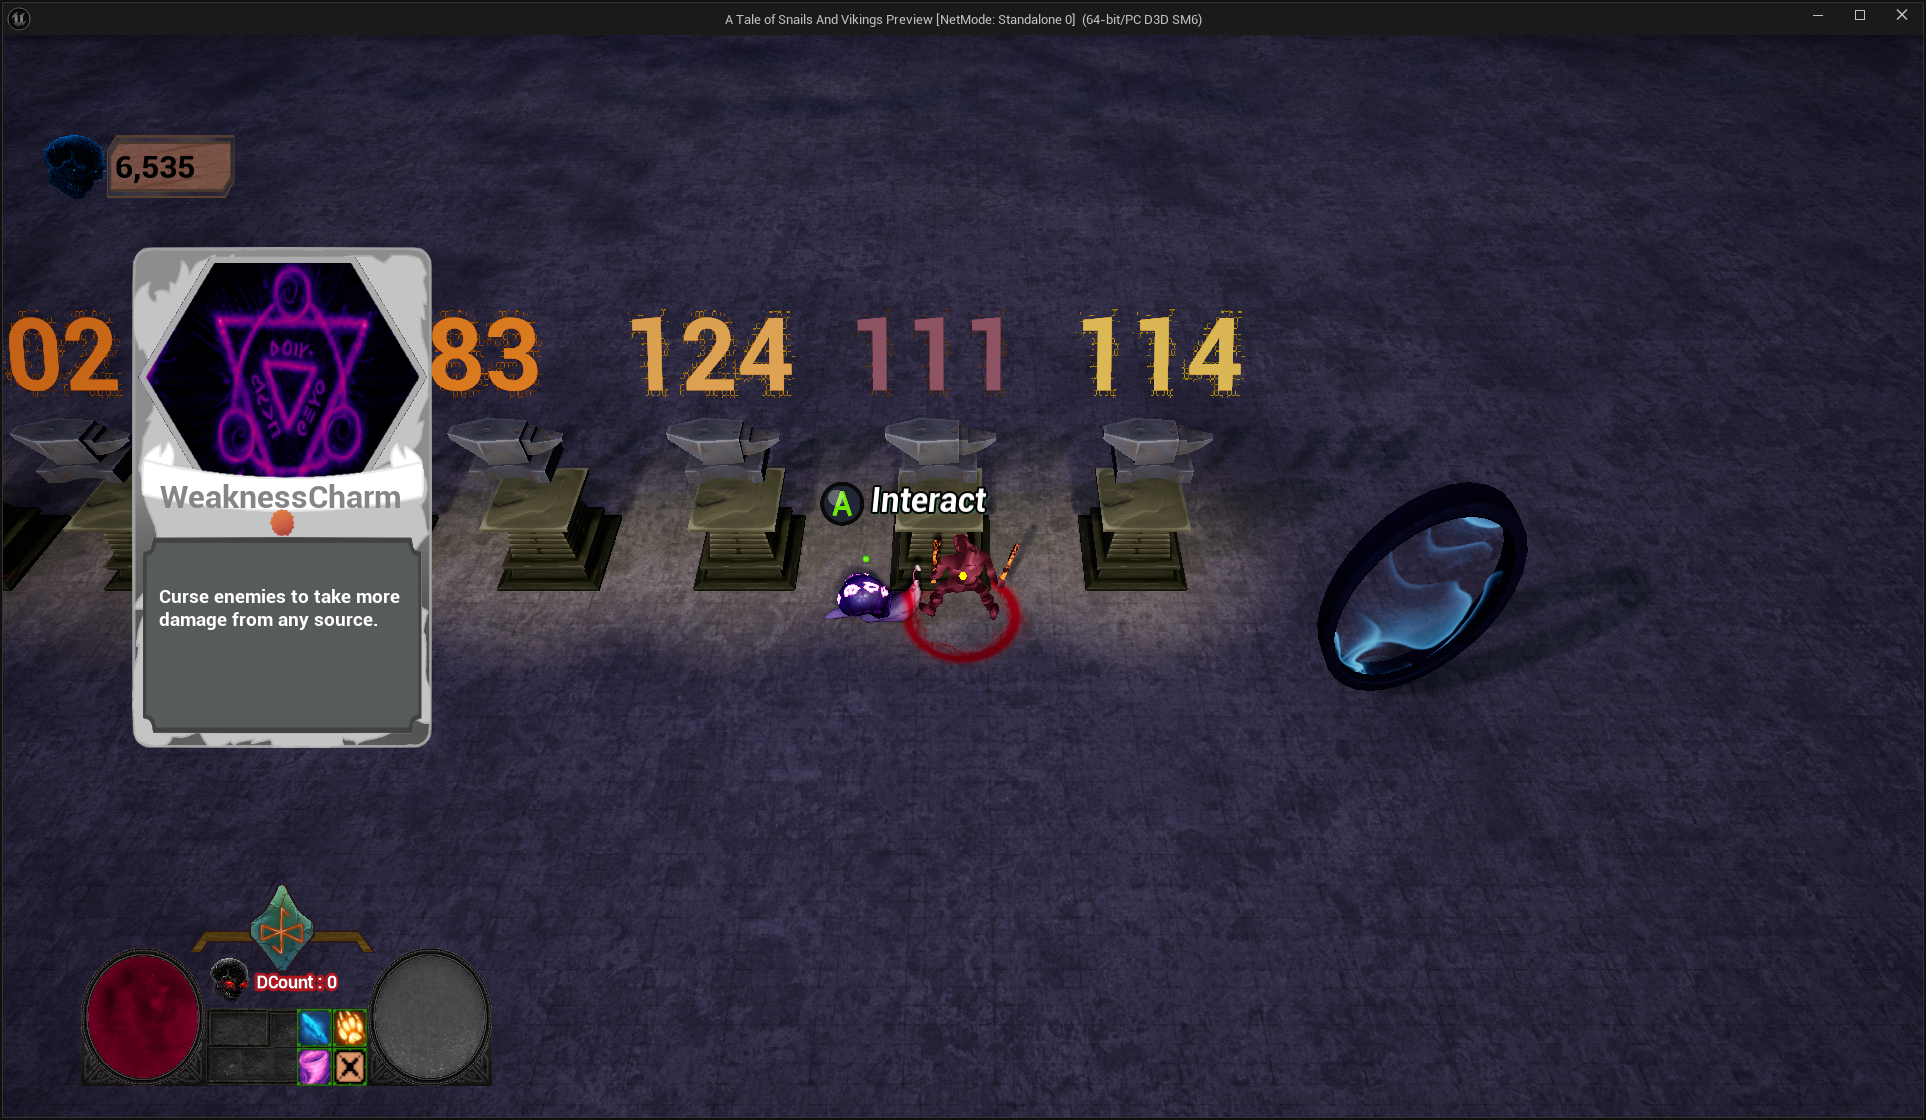 A Tale of Snails And Vikings Preview [NetMode: Standalone 0] (64-bit/PC D3D SM6)
6,535
02
83
124
111
114
WeaknessCharm
A Interact
Curse enemies to take more
damage from any source.
DCount : 0